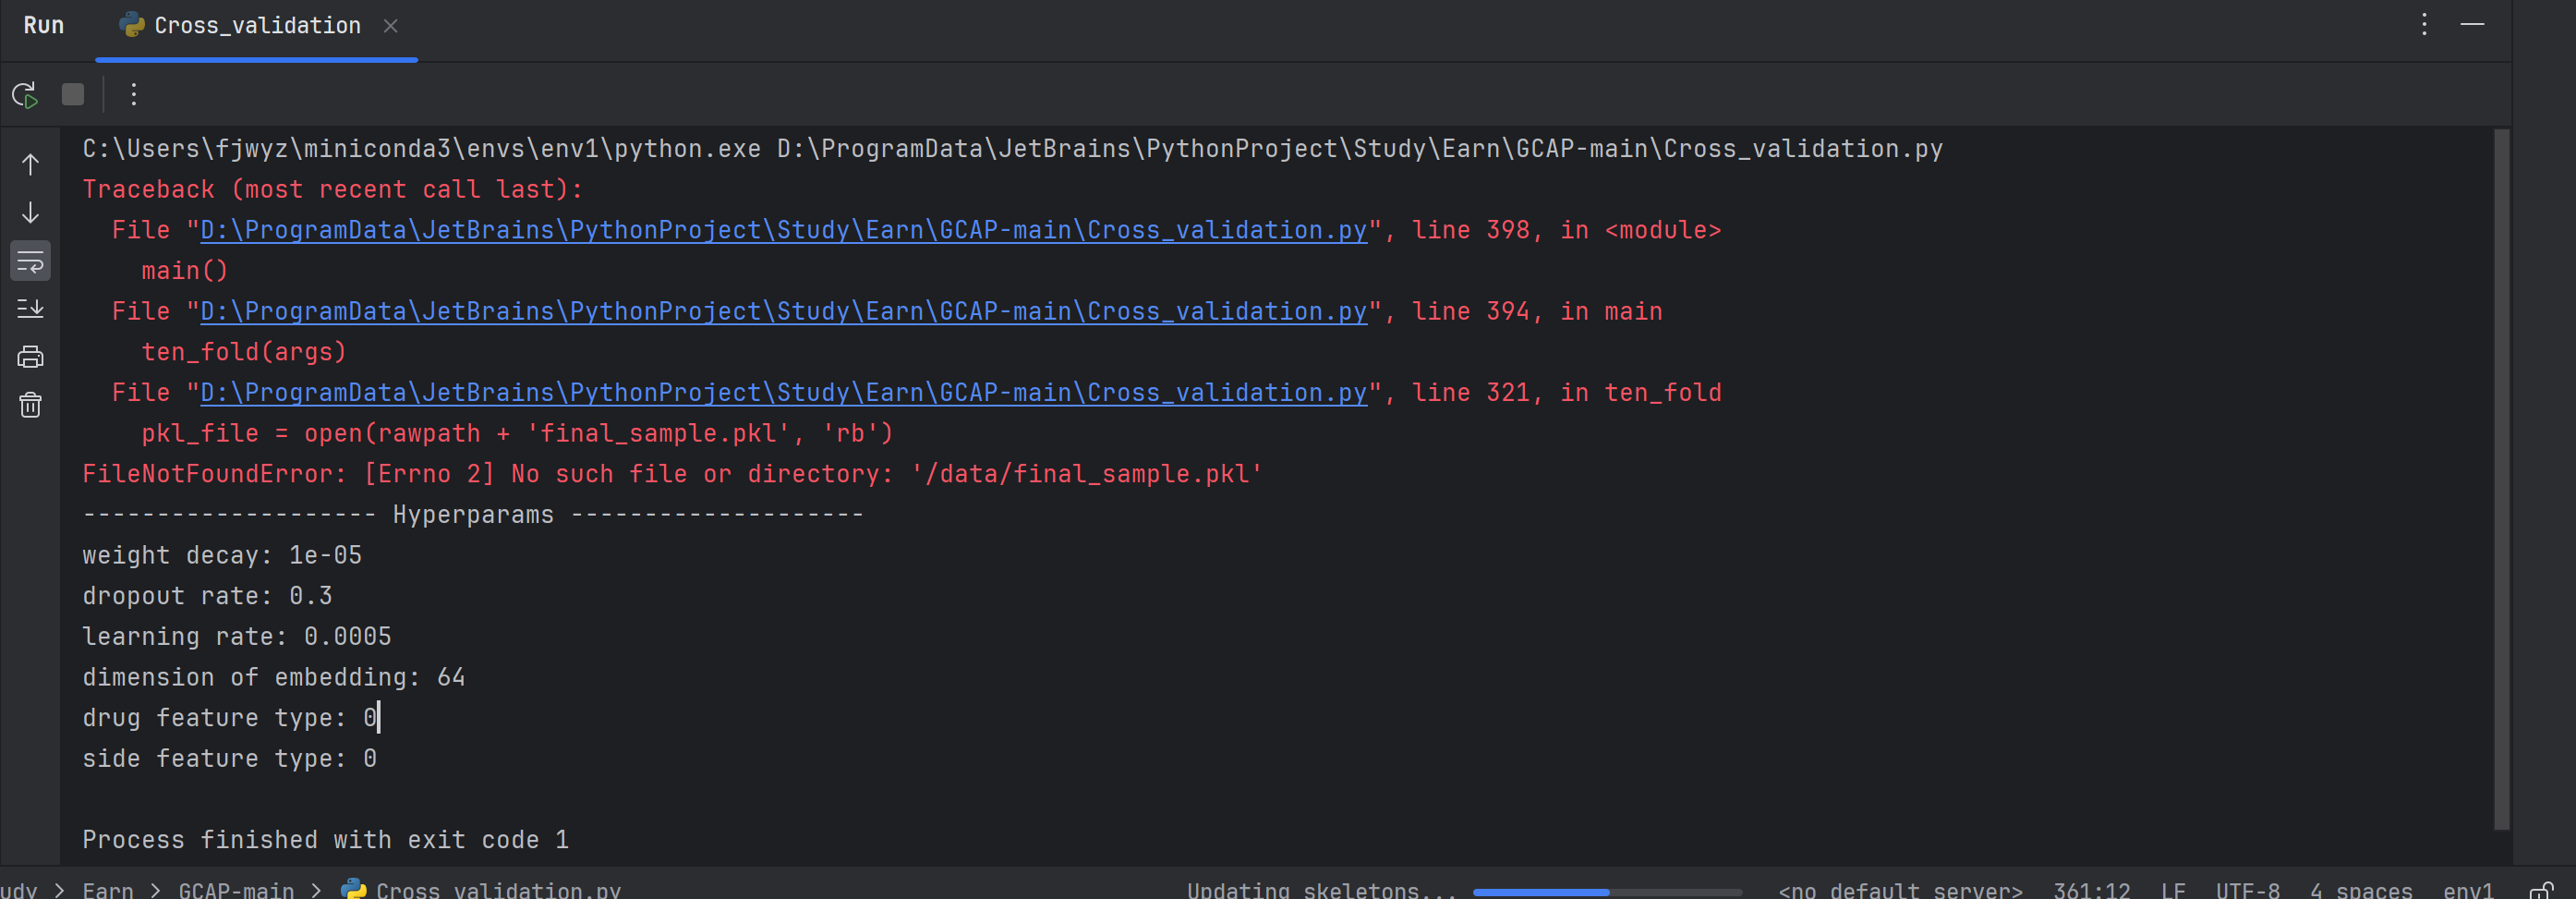 Run Cross_validation
C:\Users\fjwyz\miniconda3\envs\env1\python.exe D:\ProgramData\JetBrains\PythonProject\Study\Earn\GCAP-main\Cross_validation.py
Traceback (most recent call last):
  File "D:\ProgramData\JetBrains\PythonProject\Study\Earn\GCAP-main\Cross_validation.py", line 398, in <module>
    main()
  File "D:\ProgramData\JetBrains\PythonProject\Study\Earn\GCAP-main\Cross_validation.py", line 394, in main
    ten_fold(args)
  File "D:\ProgramData\JetBrains\PythonProject\Study\Earn\GCAP-main\Cross_validation.py", line 321, in ten_fold
    pkl_file = open(rawpath + 'final_sample.pkl', 'rb')
FileNotFoundError: [Errno 2] No such file or directory: '/data/final_sample.pkl'
-------------------- Hyperparams --------------------
weight decay: 1e-05
dropout rate: 0.3
learning rate: 0.0005
dimension of embedding: 64
drug feature type: 0
side feature type: 0
Process finished with exit code 1
udy > Earn > GCAP-main > Cross_validation.py Updating skeletons... <no default server> 361:12 LF UTF-8 4 spaces env1